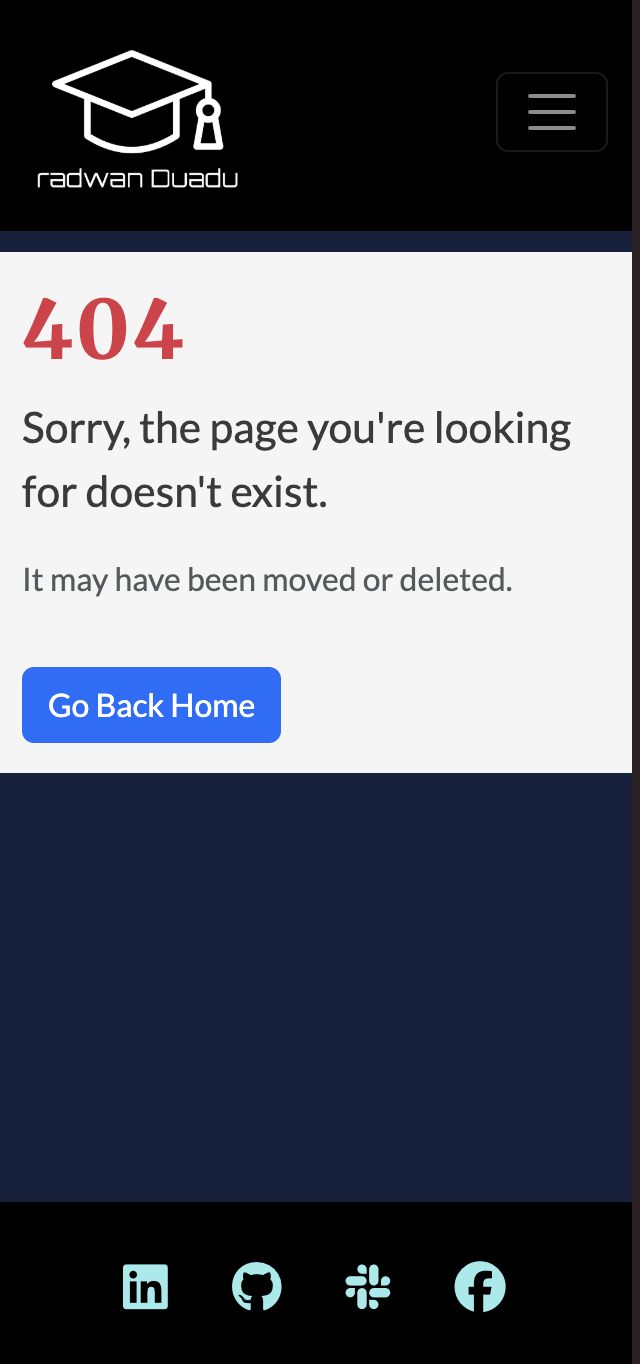 radwan Duadu
404
Sorry, the page you're looking
for doesn't exist.
It may have been moved or deleted.
Go Back Home
in